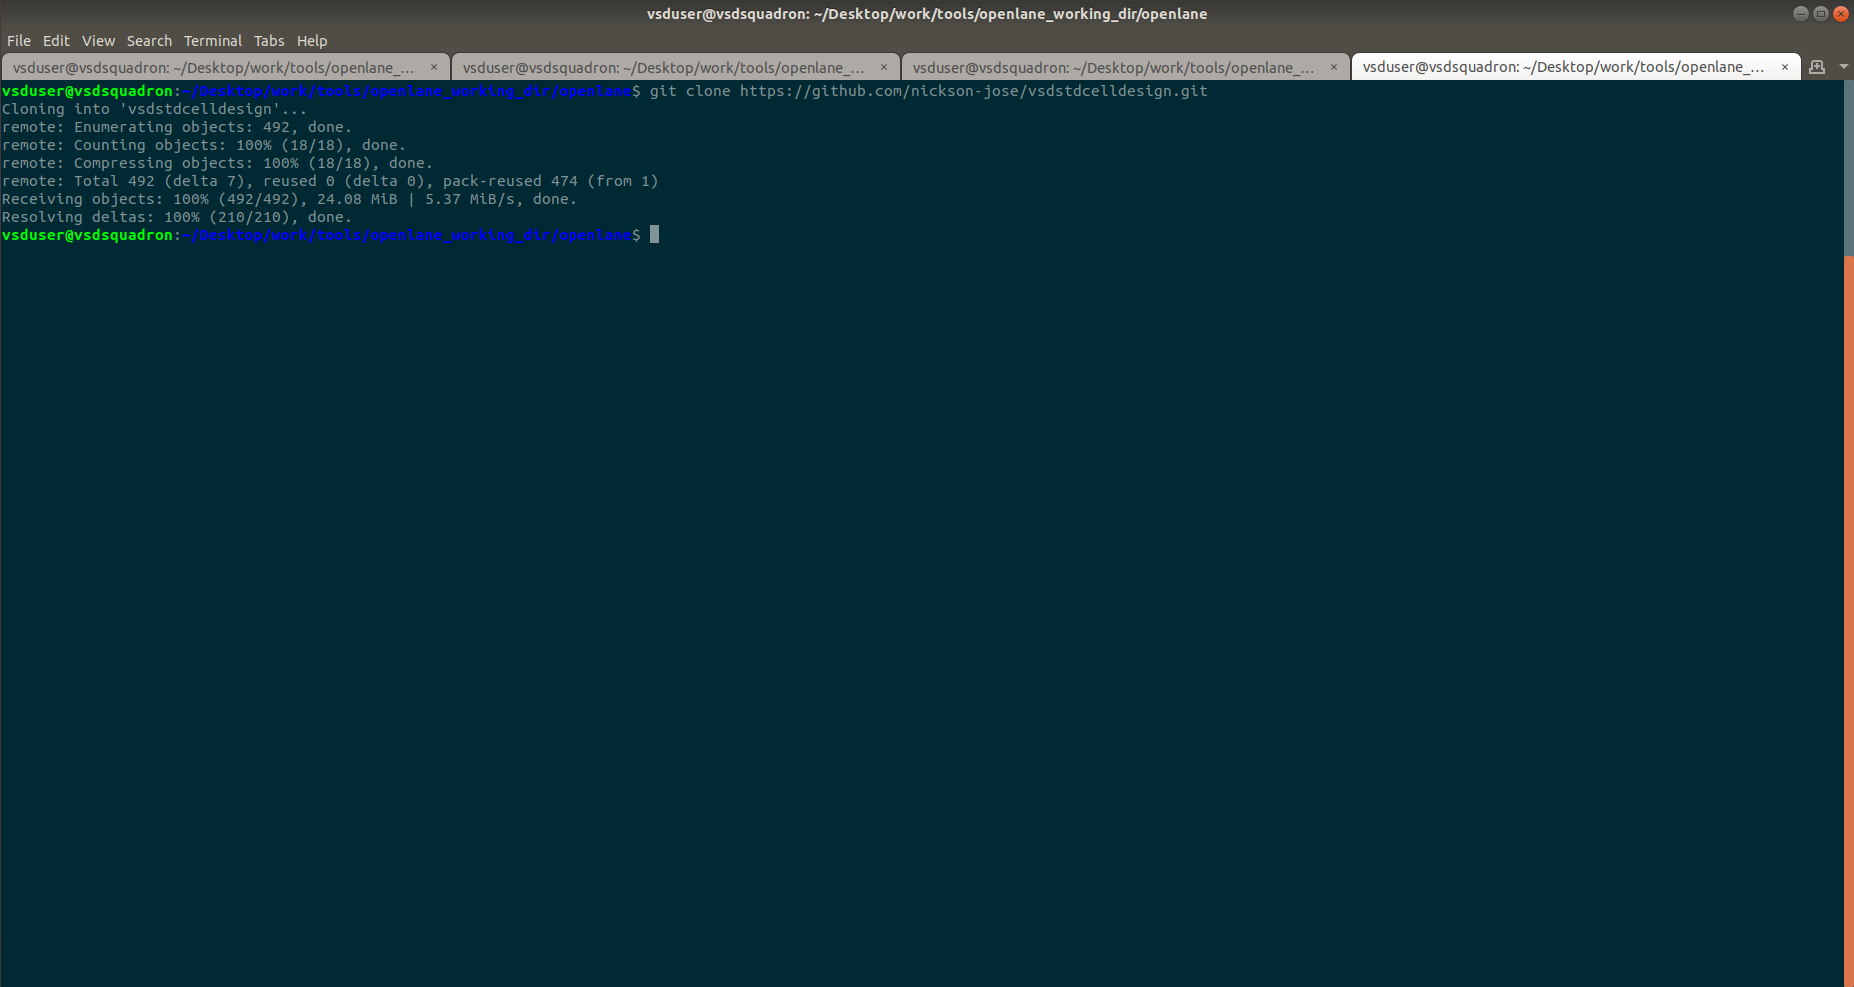 vsduser@vsdsquadron: ~/Desktop/work/tools/openlane_working_dir/openlane
File Edit View Search Terminal Tabs Help
vsduser@vsdsquadron: ~/Desktop/work/tools/openlane_... × vsduser@vsdsquadron: ~/Desktop/work/tools/openlane_... × vsduser@vsdsquadron: ~/Desktop/work/tools/openlane_... × vsduser@vsdsquadron: ~/Desktop/work/tools/openlane_... ×
vsduser@vsdsquadron:~/Desktop/work/tools/openlane_working_dir/openlane$ git clone https://github.com/nickson-jose/vsdstdcelldesign.git
Cloning into 'vsdstdcelldesign'...
remote: Enumerating objects: 492, done.
remote: Counting objects: 100% (18/18), done.
remote: Compressing objects: 100% (18/18), done.
remote: Total 492 (delta 7), reused 0 (delta 0), pack-reused 474 (from 1)
Receiving objects: 100% (492/492), 24.08 MiB | 5.37 MiB/s, done.
Resolving deltas: 100% (210/210), done.
vsduser@vsdsquadron:~/Desktop/work/tools/openlane_working_dir/openlane$